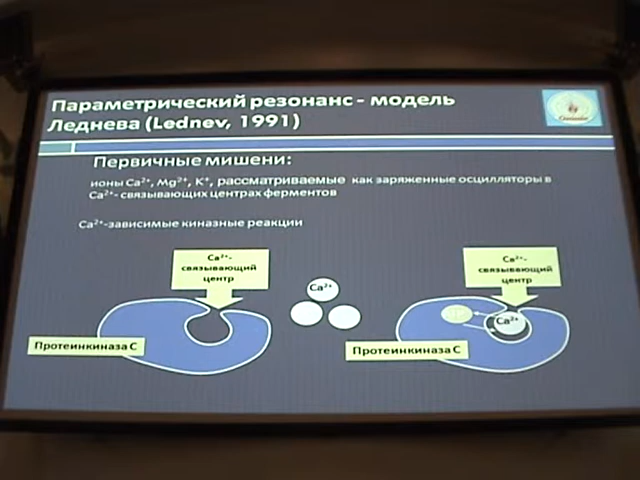 Параметрический резонанс - модель
Леднева (Lednev, 1991)
Первичные мишени:
ионы Ca²⁺, Mg²⁺, K⁺, рассматриваемые как заряженные осцилляторы в
Ca²⁺- связывающих центрах ферментов
Ca²⁺-зависимые киназные реакции
Ca²⁺-
связывающий
центр
Ca²⁺-
связывающий
центр
Ca²⁺
Ca²⁺
Протеинкиназа С
Протеинкиназа С